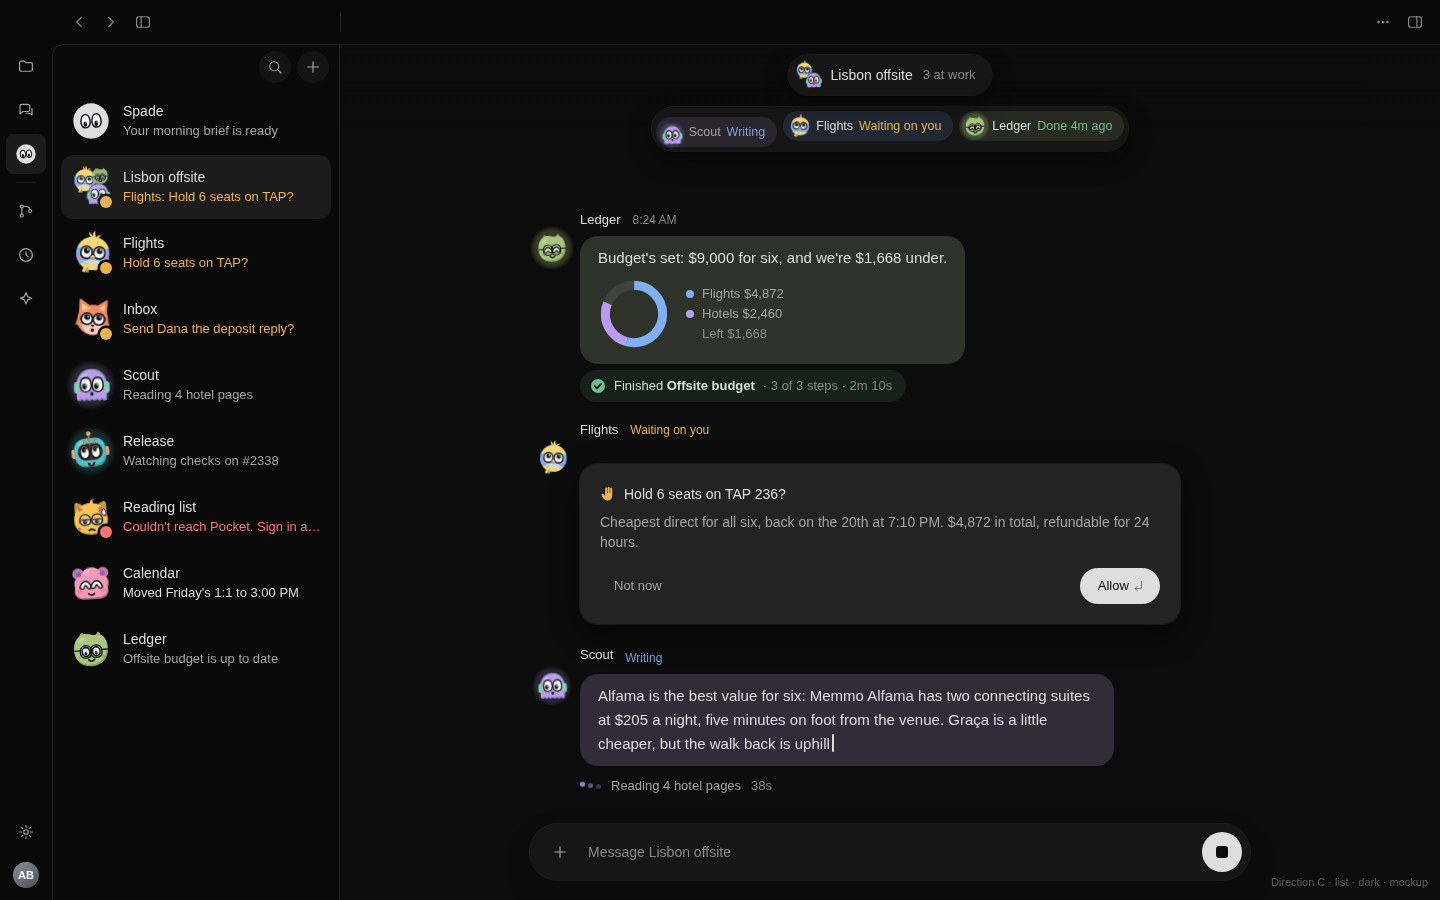 Spade
Your morning brief is ready
Lisbon offsite
Flights: Hold 6 seats on TAP?
Flights
Hold 6 seats on TAP?
Inbox
Send Dana the deposit reply?
Scout
Reading 4 hotel pages
Release
Watching checks on #2338
Reading list
Couldn't reach Pocket. Sign in a…
Calendar
Moved Friday's 1:1 to 3:00 PM
Ledger
Offsite budget is up to date
AB
Lisbon offsite 3 at work
Scout Writing Flights Waiting on you Ledger Done 4m ago
Ledger 8:24 AM
Budget's set: $9,000 for six, and we're $1,668 under.
Flights $4,872
Hotels $2,460
Left $1,668
Finished Offsite budget · 3 of 3 steps · 2m 10s
Flights Waiting on you
Hold 6 seats on TAP 236?
Cheapest direct for all six, back on the 20th at 7:10 PM. $4,872 in total, refundable for 24
hours.
Not now Allow
Scout Writing
Alfama is the best value for six: Memmo Alfama has two connecting suites
at $205 a night, five minutes on foot from the venue. Graça is a little
cheaper, but the walk back is uphill
Reading 4 hotel pages 38s
Message Lisbon offsite
Direction C · list · dark · mockup